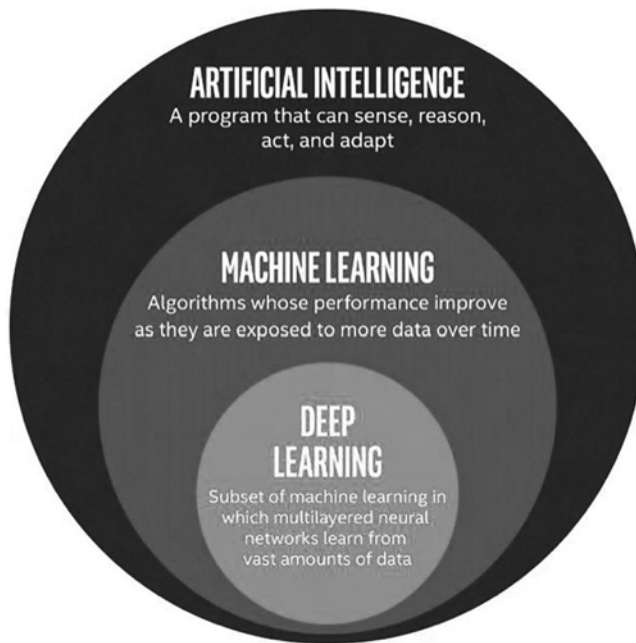 ARTIFICIAL INTELLIGENCE
A program that can sense, reason,
act, and adapt
MACHINE LEARNING
Algorithms whose performance improve
as they are exposed to more data over time
DEEP
LEARNING
Subset of machine learning in
which multilayered neural
networks learn from
vast amounts of data